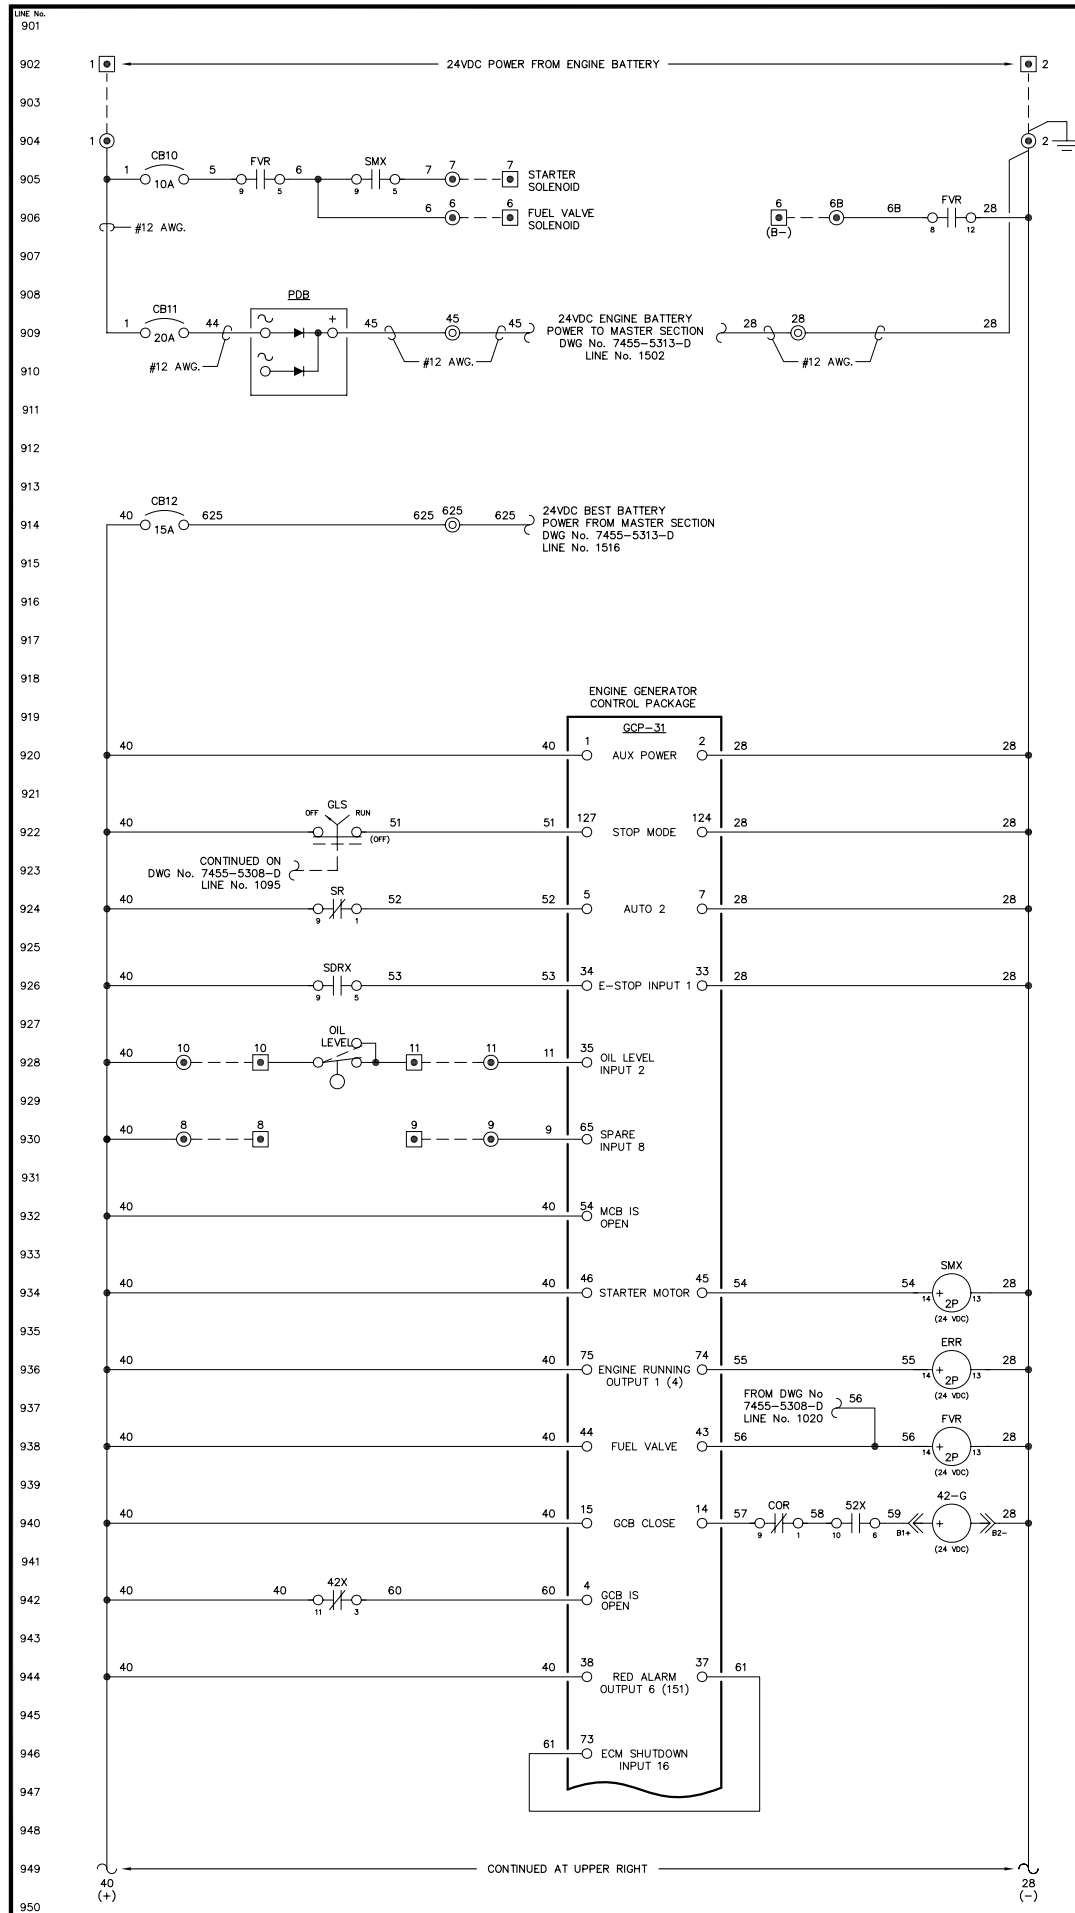 LINE No.
901
902 1 24VDC POWER FROM ENGINE BATTERY 2
903
904 1 2
CB10 FVR SMX
905 1 10A 5 9 5 6 9 5 7 7 7 STARTER
SOLENOID
906 6 6 6 FUEL VALVE
SOLENOID
6 (B-) 6B 6B FVR 8 12 28
#12 AWG.
907
908
PDB
CB11
909 1 20A 44 + 45 45 45 24VDC ENGINE BATTERY
POWER TO MASTER SECTION
DWG No. 7455-5313-D
LINE No. 1502
28 28 28
#12 AWG. #12 AWG. #12 AWG.
910
911
912
913
CB12
914 40 15A 625 625 625 625 24VDC BEST BATTERY
POWER FROM MASTER SECTION
DWG No. 7455-5313-D
LINE No. 1516
915
916
917
918
ENGINE GENERATOR
CONTROL PACKAGE
919
GCP-31
920 40 40 1 AUX POWER 2 28 28
921
GLS
OFF RUN
922 40 (OFF) 51 51 127 STOP MODE 124 28 28
923 CONTINUED ON
DWG No. 7455-5308-D
LINE No. 1095
SR
924 40 9 1 52 52 5 AUTO 2 7 28 28
925
SDRX
926 40 9 5 53 53 34 E-STOP INPUT 1 33 28 28
927
OIL
LEVEL
928 40 10 10 11 11 11 35 OIL LEVEL
INPUT 2
929
930 40 8 8 9 9 9 65 SPARE
INPUT 8
931
932 40 40 54 MCB IS
OPEN
933
SMX
934 40 40 46 STARTER MOTOR 45 54 54 14 + 2P 13 28
(24 VDC)
935
ERR
936 40 40 75 ENGINE RUNNING 74 55 55 14 + 2P 13 28
OUTPUT 1 (4)
(24 VDC)
937 FROM DWG No
7455-5308-D
LINE No. 1020
56
FVR
938 40 40 44 FUEL VALVE 43 56 56 14 + 2P 13 28
(24 VDC)
939
COR 52X 42-G
940 40 40 15 GCB CLOSE 14 57 9 1 58 10 6 59 B1+ + B2- 28
(24 VDC)
941
42X
942 40 40 11 3 60 60 4 GCB IS
OPEN
943
944 40 40 38 RED ALARM 37 61
OUTPUT 6 (151)
945
946 61 73 ECM SHUTDOWN
INPUT 16
947
948
949 CONTINUED AT UPPER RIGHT
40 28
(+) (-)
950